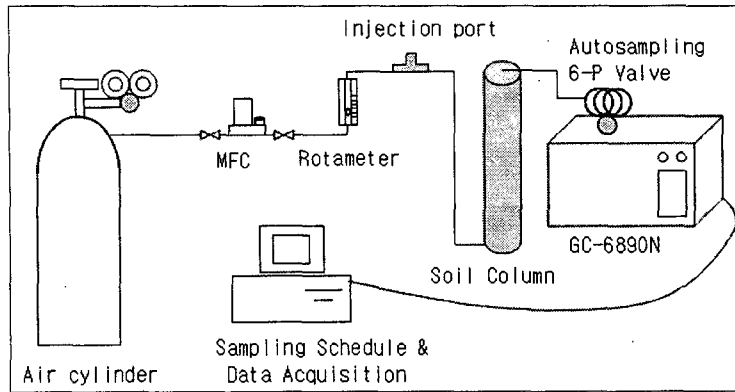 Injection port
Autosampling
6-P Valve
MFC
Rotameter
GC-6890N
Soil Column
Sampling Schedule &
Data Acquisition
Air cylinder